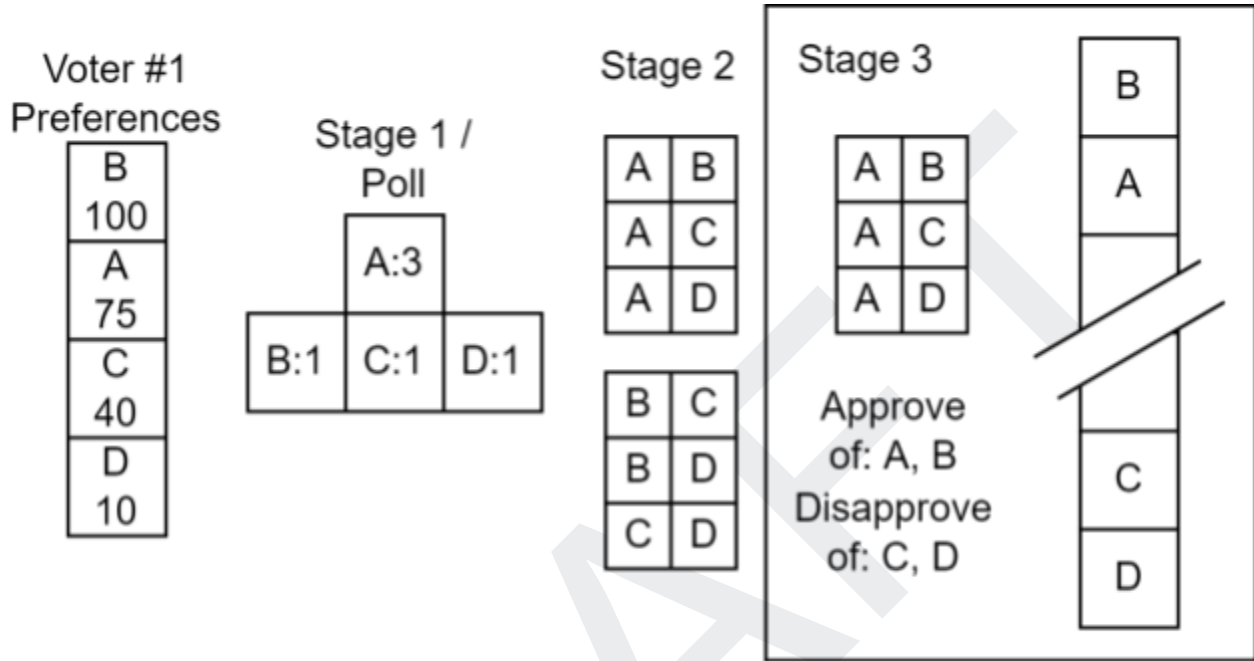 Voter #1
Preferences
B
100
A
75
C
40
D
10
Stage 1 /
Poll
A:3
B:1 C:1 D:1
Stage 2
A B
A C
A D
B C
B D
C D
Stage 3
A B
A C
A D
Approve
of: A, B
Disapprove
of: C, D
B
A
C
D